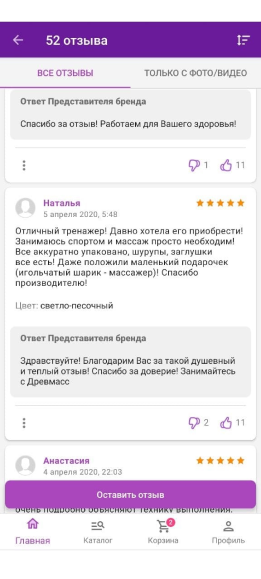 52 отзыва
ВСЕ ОТЗЫВЫ
ТОЛЬКО С ФОТО/ВИДЕО
Ответ Представителя бренда
Спасибо за отзыв! Работаем для Вашего здоровья!
1
11
Наталья
5 апреля 2020, 5:48
Отличный тренажер! Давно хотела его приобрести!
Занимаюсь спортом и массаж просто необходим!
Все аккуратно упаковано, шурупы, заглушки
все есть! Даже положили маленький подарочек
(игольчатый шарик - массажер)! Спасибо
производителю!
Цвет: светло-песочный
Ответ Представителя бренда
Здравствуйте! Благодарим Вас за такой душевный
и теплый отзыв! Спасибо за доверие! Занимайтесь
с Древмасс
2
11
Анастасия
4 апреля 2020, 22:03
Оставить отзыв
очень подробно объясняют технику выполнения.
2
Главная
Каталог
Корзина
Профиль